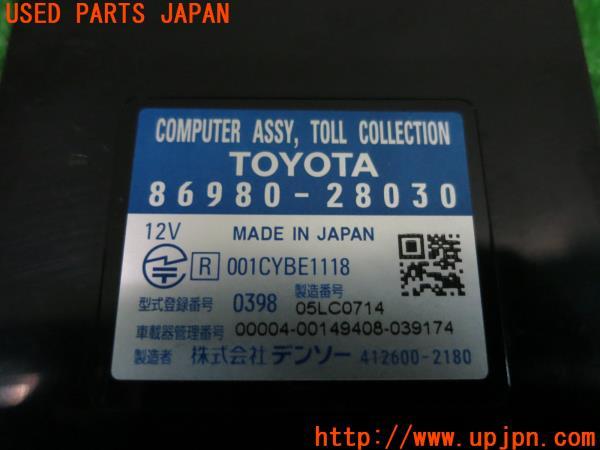 USED PARTS JAPAN
COMPUTER ASSY, TOLL COLLECTION
TOYOTA
86980-28030
12V MADE IN JAPAN
R 001CYBE1118
型式登録番号 0398 製造番号 05LC0714
車載器管理番号 00004-00149408-039174
製造者 株式会社 デンソー 412600-2180
http://www.upjpn.com/